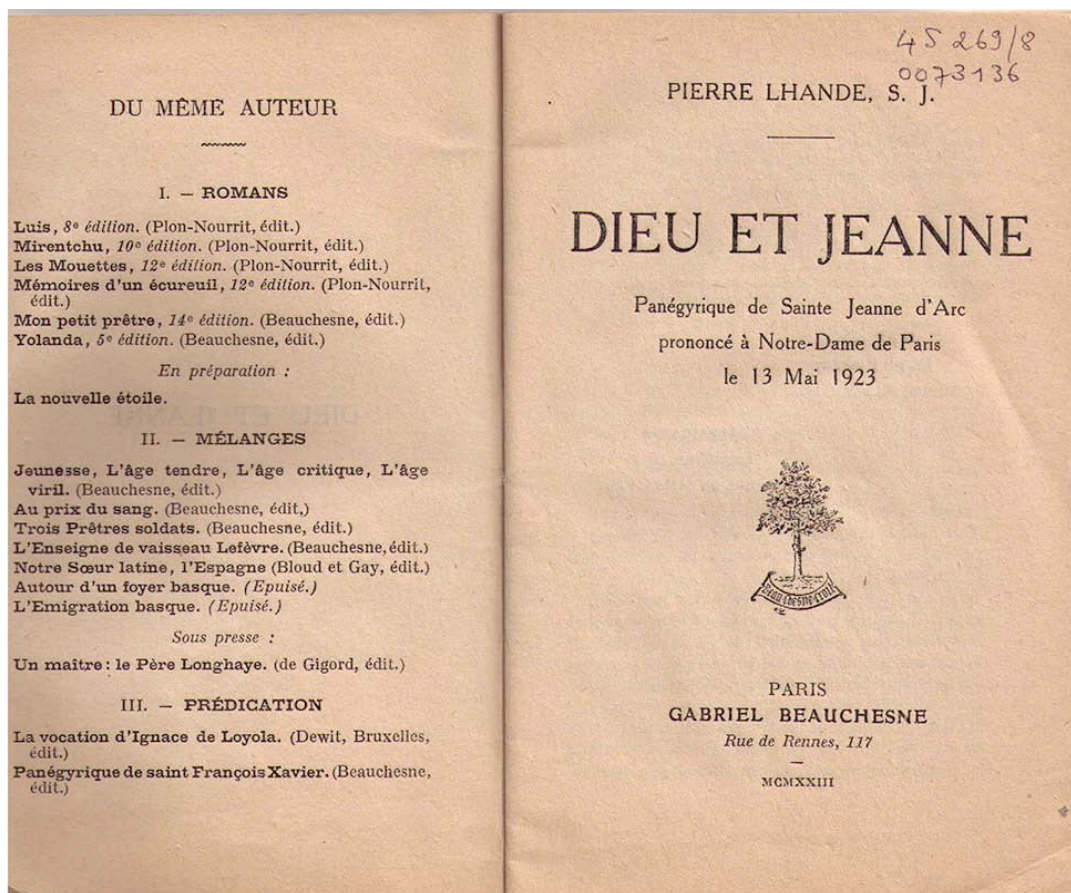 DU MÊME AUTEUR
I. — ROMANS
Luis, 8e édition. (Plon-Nourrit, édit.)
Mirentchu, 10e édition. (Plon-Nourrit, édit.)
Les Mouettes, 12e édition. (Plon-Nourrit, édit.)
Mémoires d'un écureuil, 12e édition. (Plon-Nourrit,
édit.)
Mon petit prêtre, 14e édition. (Beauchesne, édit.)
Yolanda, 5e édition. (Beauchesne, édit.)
En préparation :
La nouvelle étoile.
II. — MÉLANGES
Jeunesse, L'âge tendre, L'âge critique, L'âge
viril. (Beauchesne, édit.)
Au prix du sang. (Beauchesne, édit,)
Trois Prêtres soldats. (Beauchesne, édit.)
L'Enseigne de vaisseau Lefèvre. (Beauchesne, édit.)
Notre Sœur latine, l'Espagne (Bloud et Gay, édit.)
Autour d'un foyer basque. (Epuisé.)
L'Emigration basque. (Epuisé.)
Sous presse :
Un maître : le Père Longhaye. (de Gigord, édit.)
III. — PRÉDICATION
La vocation d'Ignace de Loyola. (Dewit, Bruxelles,
édit.)
Panégyrique de saint François Xavier. (Beauchesne,
édit.)
45 269/8
0073136
PIERRE LHANDE, S. J.
DIEU ET JEANNE
Panégyrique de Sainte Jeanne d'Arc
prononcé à Notre-Dame de Paris
le 13 Mai 1923
Beau chesne croit
PARIS
GABRIEL BEAUCHESNE
Rue de Rennes, 117
MCMXXIII